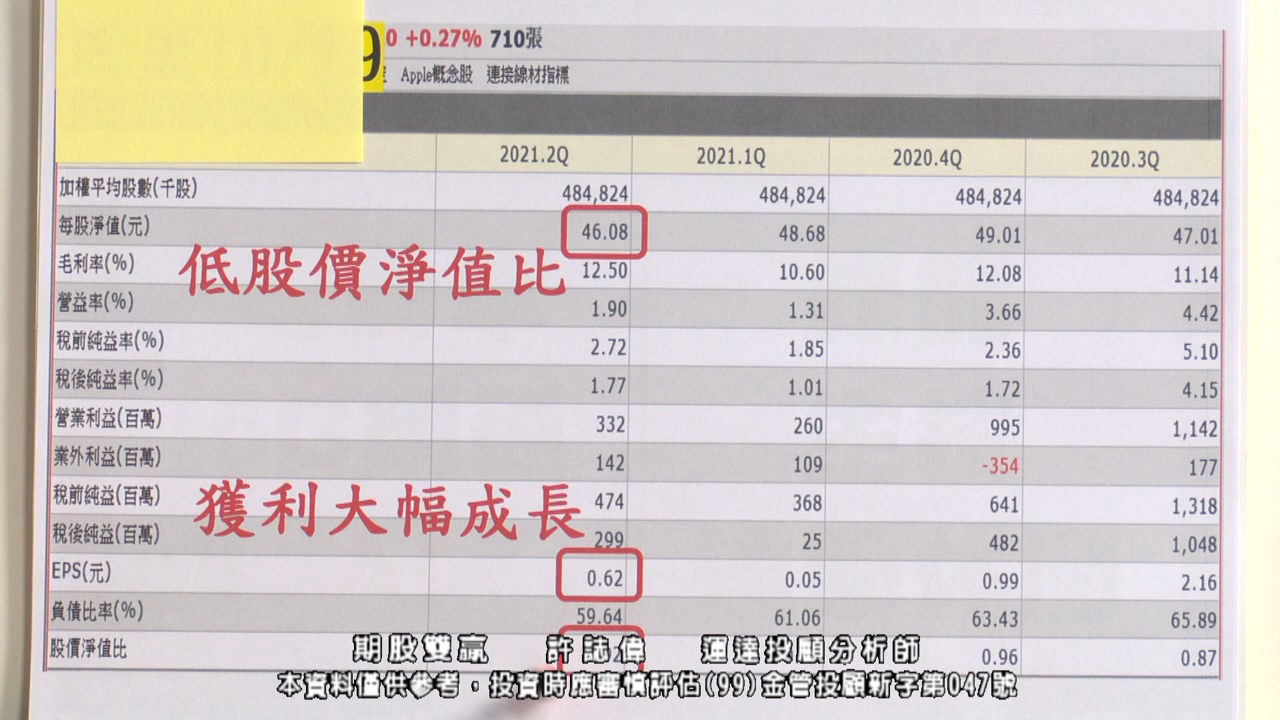 9 0 +0.27% 710張
Apple概念股 連接線材指標
2021.2Q 2021.1Q 2020.4Q 2020.3Q
加權平均股數(千股) 484,824 484,824 484,824 484,824
每股淨值(元) 46.08 48.68 49.01 47.01
低股價淨值比
毛利率(%) 12.50 10.60 12.08 11.14
營益率(%) 1.90 1.31 3.66 4.42
稅前純益率(%) 2.72 1.85 2.36 5.10
稅後純益率(%) 1.77 1.01 1.72 4.15
營業利益(百萬) 332 260 995 1,142
業外利益(百萬) 142 109 -354 177
稅前純益(百萬) 474 368 641 1,318
獲利大幅成長
稅後純益(百萬) 299 25 482 1,048
EPS(元) 0.62 0.05 0.99 2.16
負債比率(%) 59.64 61.06 63.43 65.89
股價淨值比 0.96 0.87
期股雙贏 許誌偉 運達投顧分析師
本資料僅供參考，投資時應審慎評估(99)金管投顧新字第047號